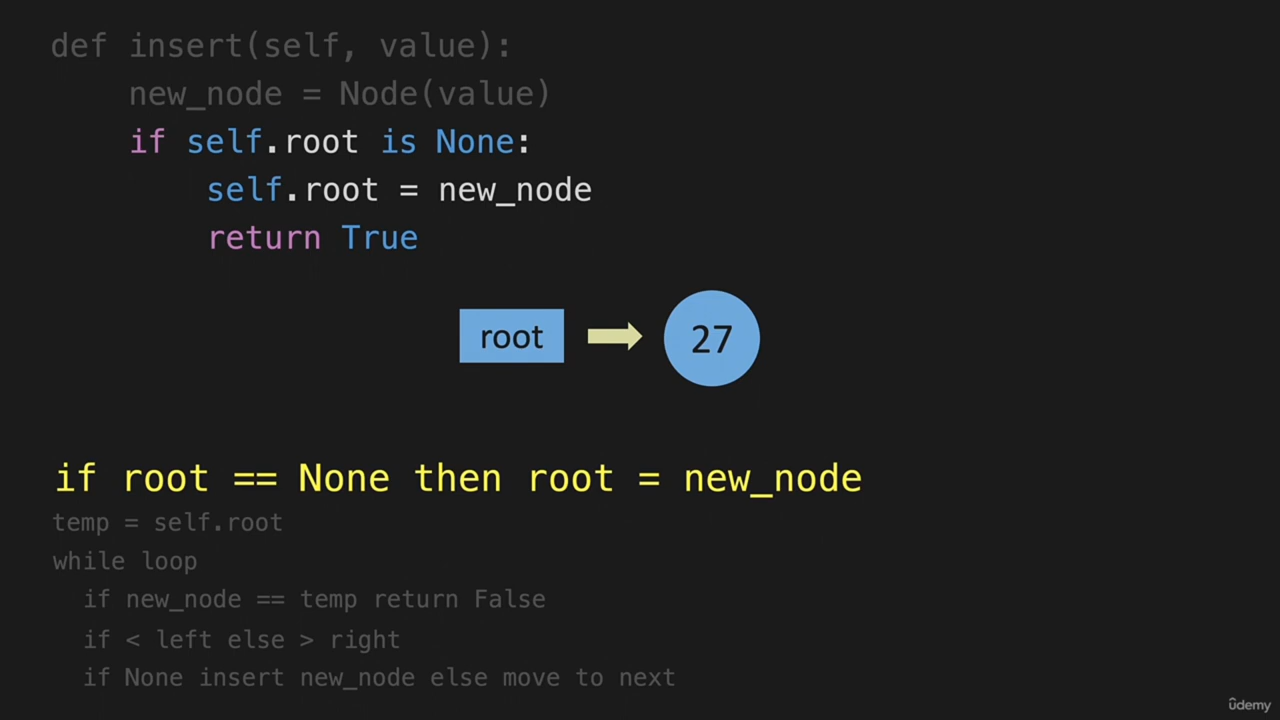 def insert(self, value):
    new_node = Node(value)
    if self.root is None:
        self.root = new_node
        return True
root
27
if root == None then root = new_node
temp = self.root
while loop
  if new_node == temp return False
  if < left else > right
  if None insert new_node else move to next
ûdemy